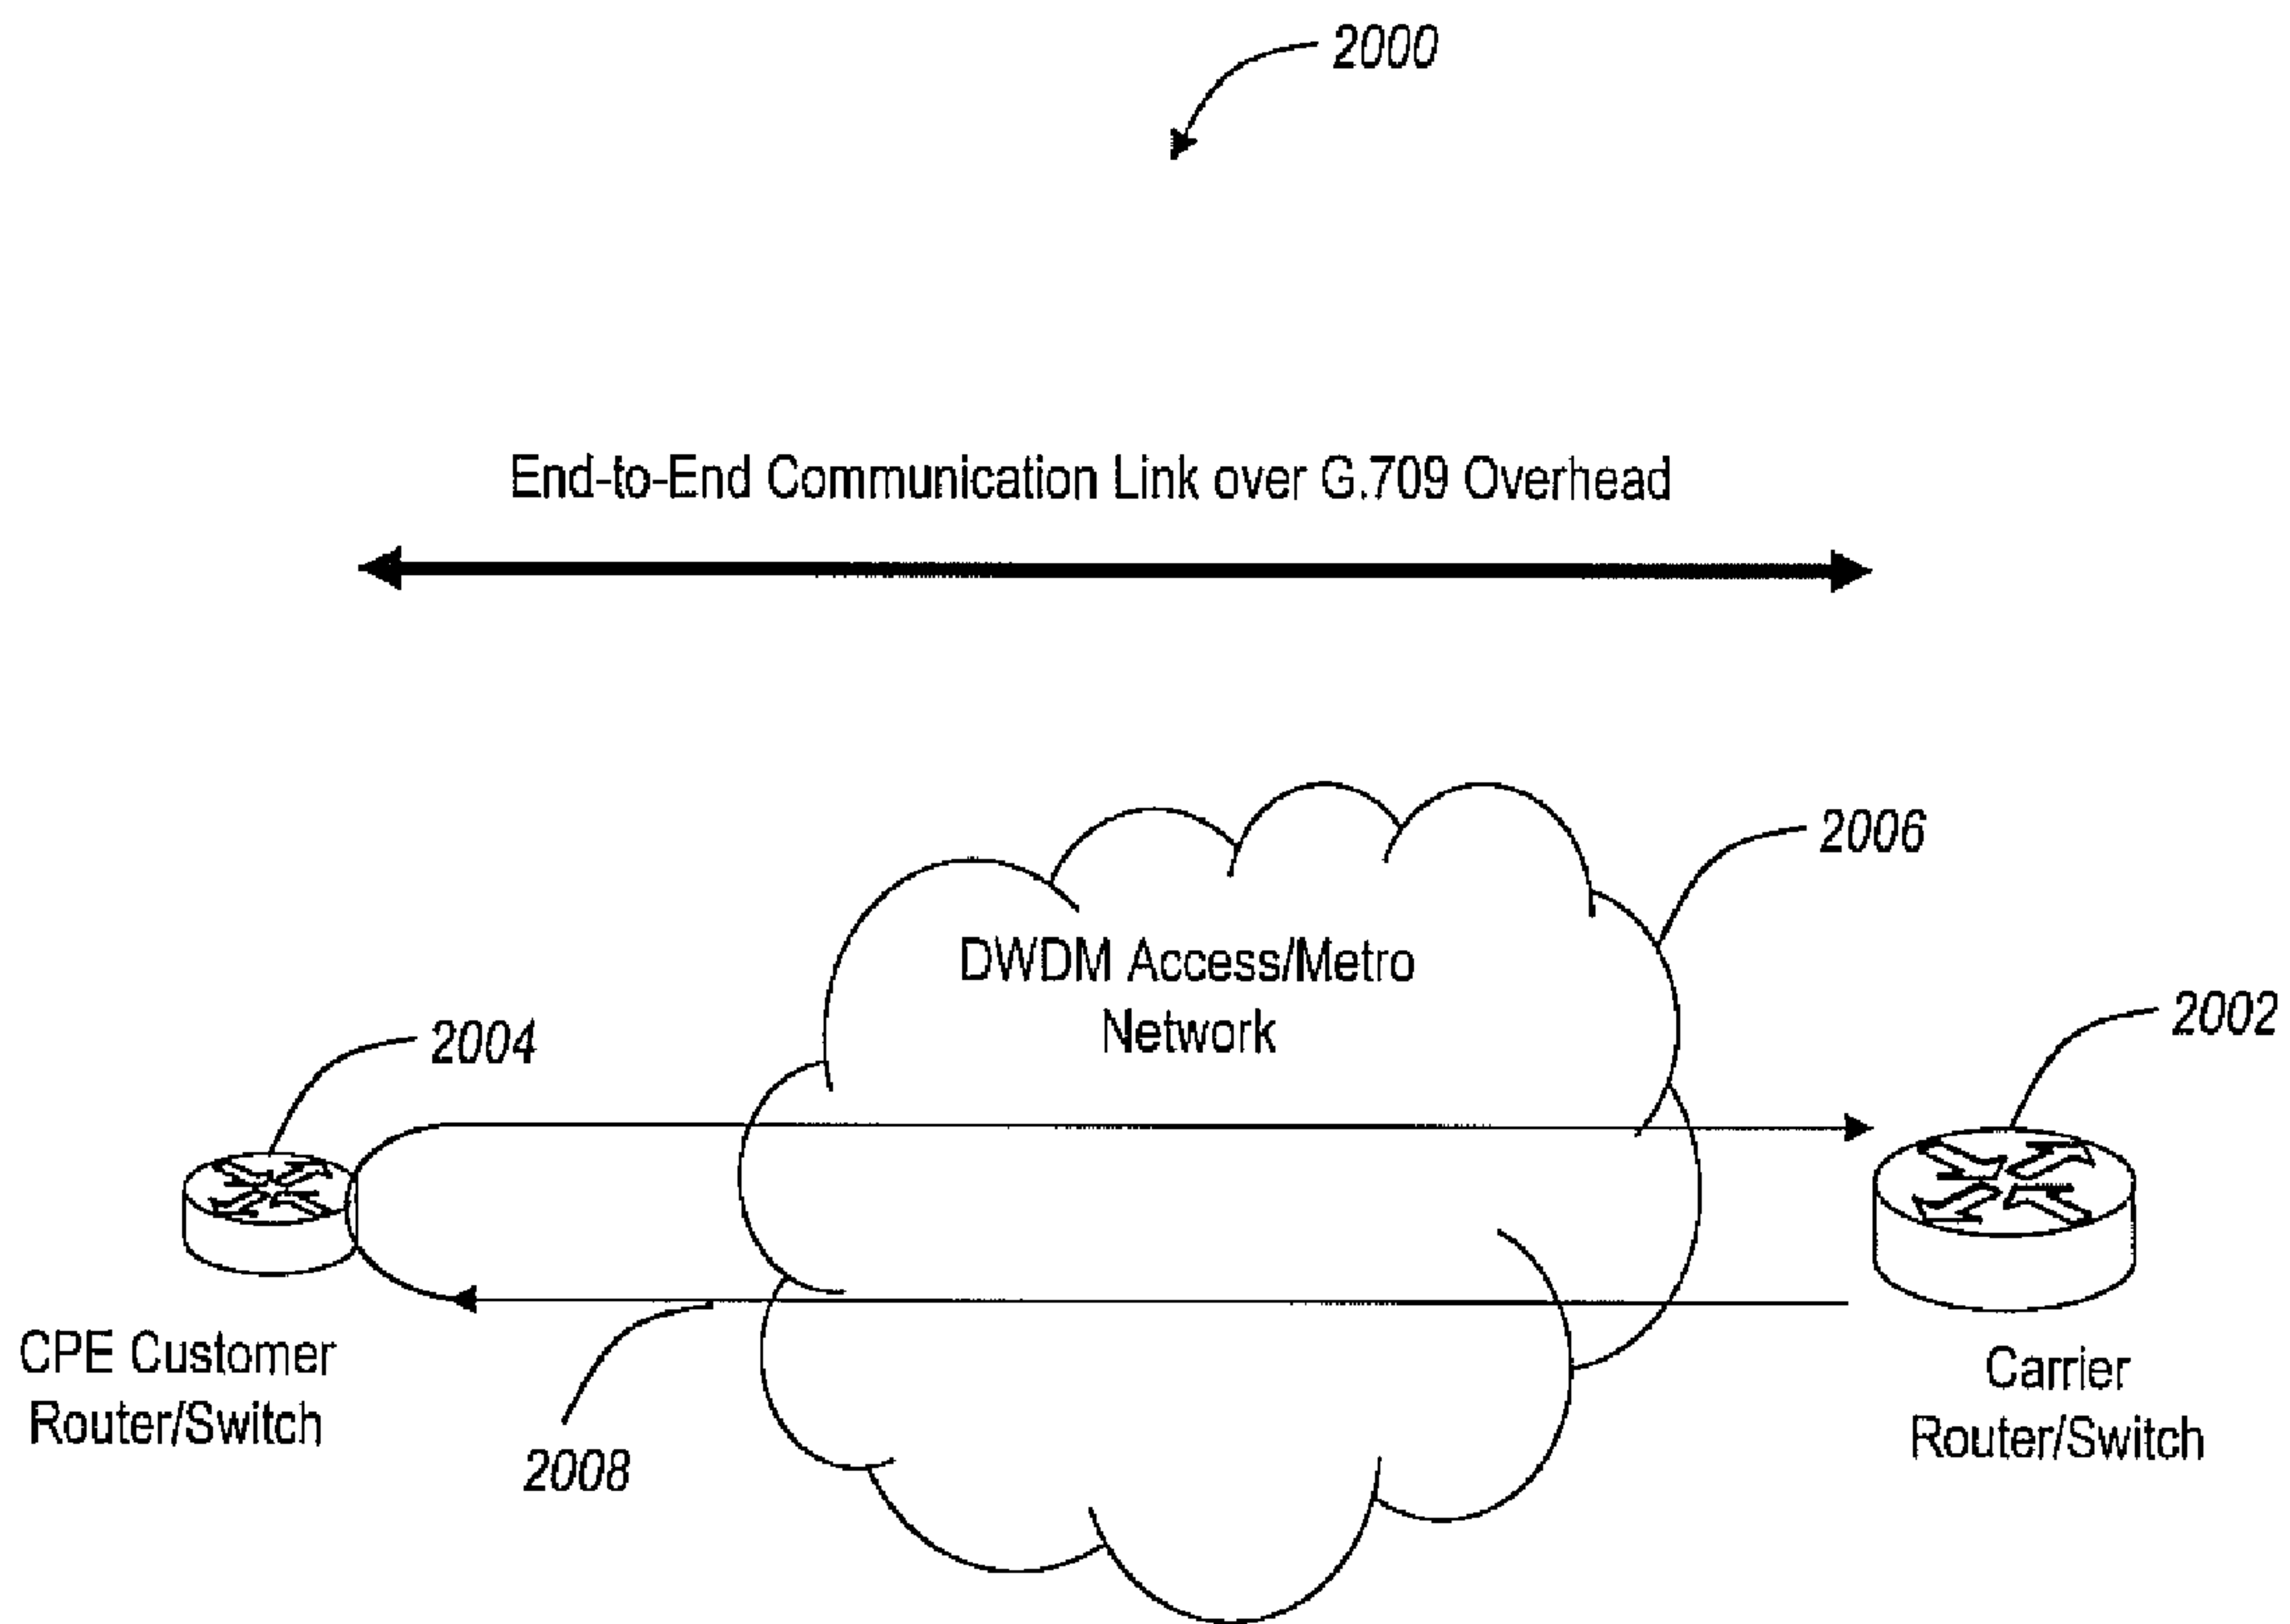 2000
End-to-End Communication Link over G.709 Overhead
2006
DWDM Access/Metro
Network
2002
2004
CPE Customer
Router/Switch
Carrier
Router/Switch
2008